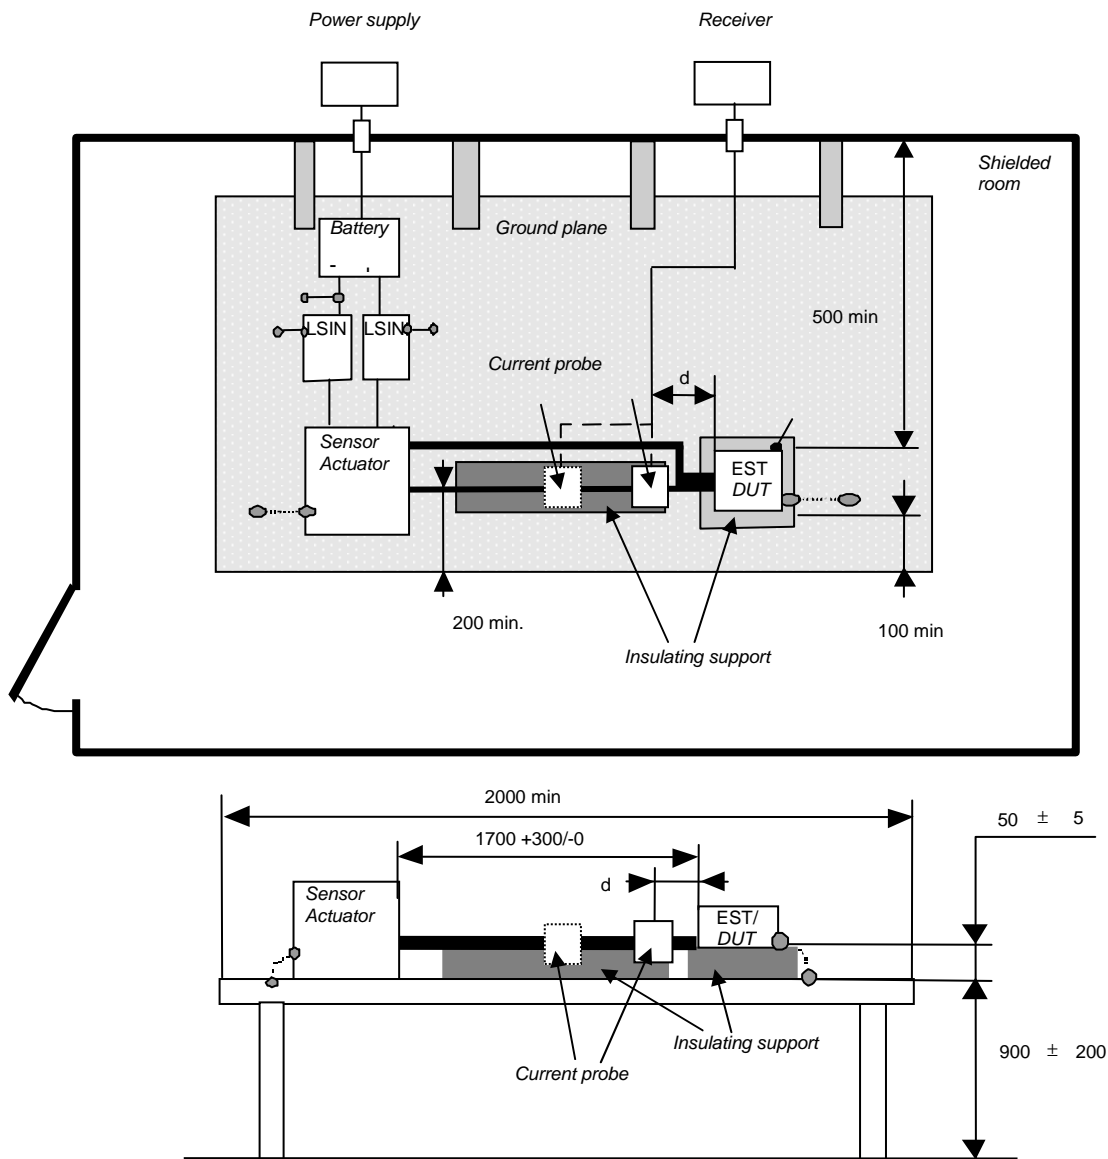 Power supply
Receiver
Shielded
room
Battery
-
Ground plane
LSIN
LSIN
500 min
Current probe
d
Sensor
Actuator
EST
DUT
200 min.
100 min
Insulating support
2000 min
50 ± 5
1700 +300/-0
d
Sensor
Actuator
EST/
DUT
Insulating support
900 ± 200
Current probe